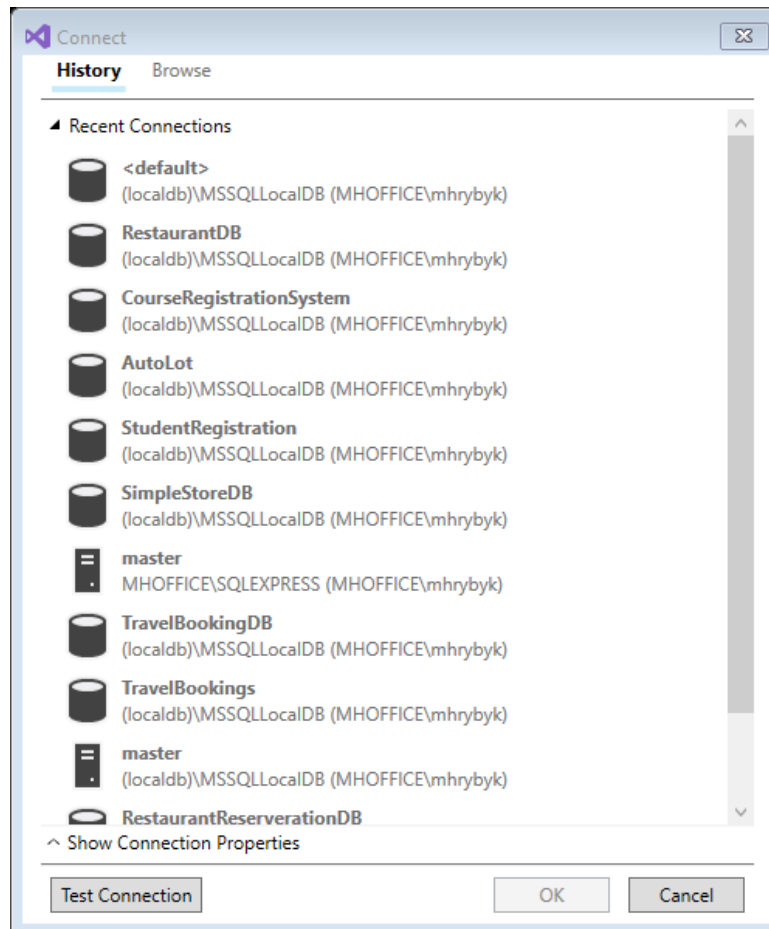 Connect
History Browse
Recent Connections
<default>
(localdb)\MSSQLLocalDB (MHOFFICE\mhrybyk)
RestaurantDB
(localdb)\MSSQLLocalDB (MHOFFICE\mhrybyk)
CourseRegistrationSystem
(localdb)\MSSQLLocalDB (MHOFFICE\mhrybyk)
AutoLot
(localdb)\MSSQLLocalDB (MHOFFICE\mhrybyk)
StudentRegistration
(localdb)\MSSQLLocalDB (MHOFFICE\mhrybyk)
SimpleStoreDB
(localdb)\MSSQLLocalDB (MHOFFICE\mhrybyk)
master
MHOFFICE\SQLEXPRESS (MHOFFICE\mhrybyk)
TravelBookingDB
(localdb)\MSSQLLocalDB (MHOFFICE\mhrybyk)
TravelBookings
(localdb)\MSSQLLocalDB (MHOFFICE\mhrybyk)
master
(localdb)\MSSQLLocalDB (MHOFFICE\mhrybyk)
RestaurantReserverationDB
Show Connection Properties
Test Connection OK Cancel